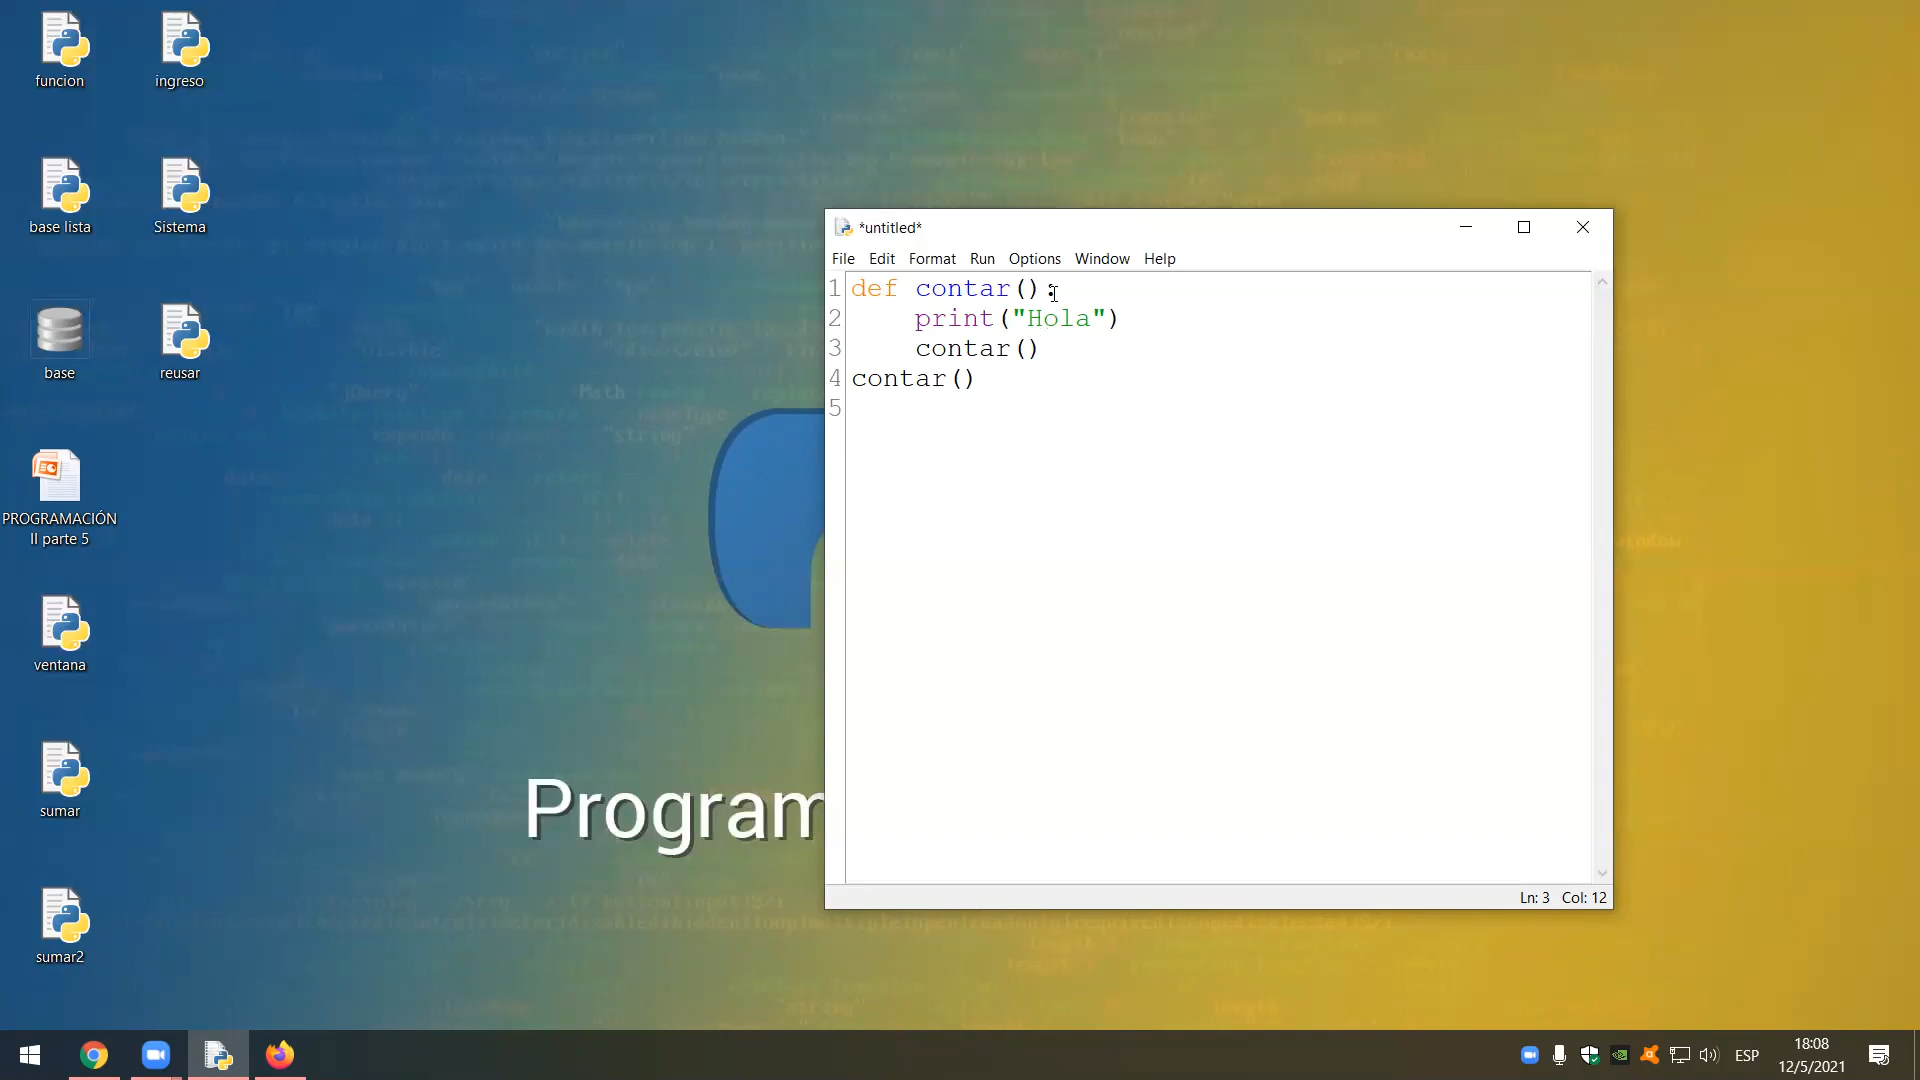 funcion
ingreso
base lista
Sistema
base
reusar
PROGRAMACIÓN
II parte 5
ventana
sumar
sumar2
Program
*untitled*
File Edit Format Run Options Window Help
1 def contar():
2 print("Hola")
3 contar()
4 contar()
5
Ln: 3 Col: 12
ESP
18:08
12/5/2021